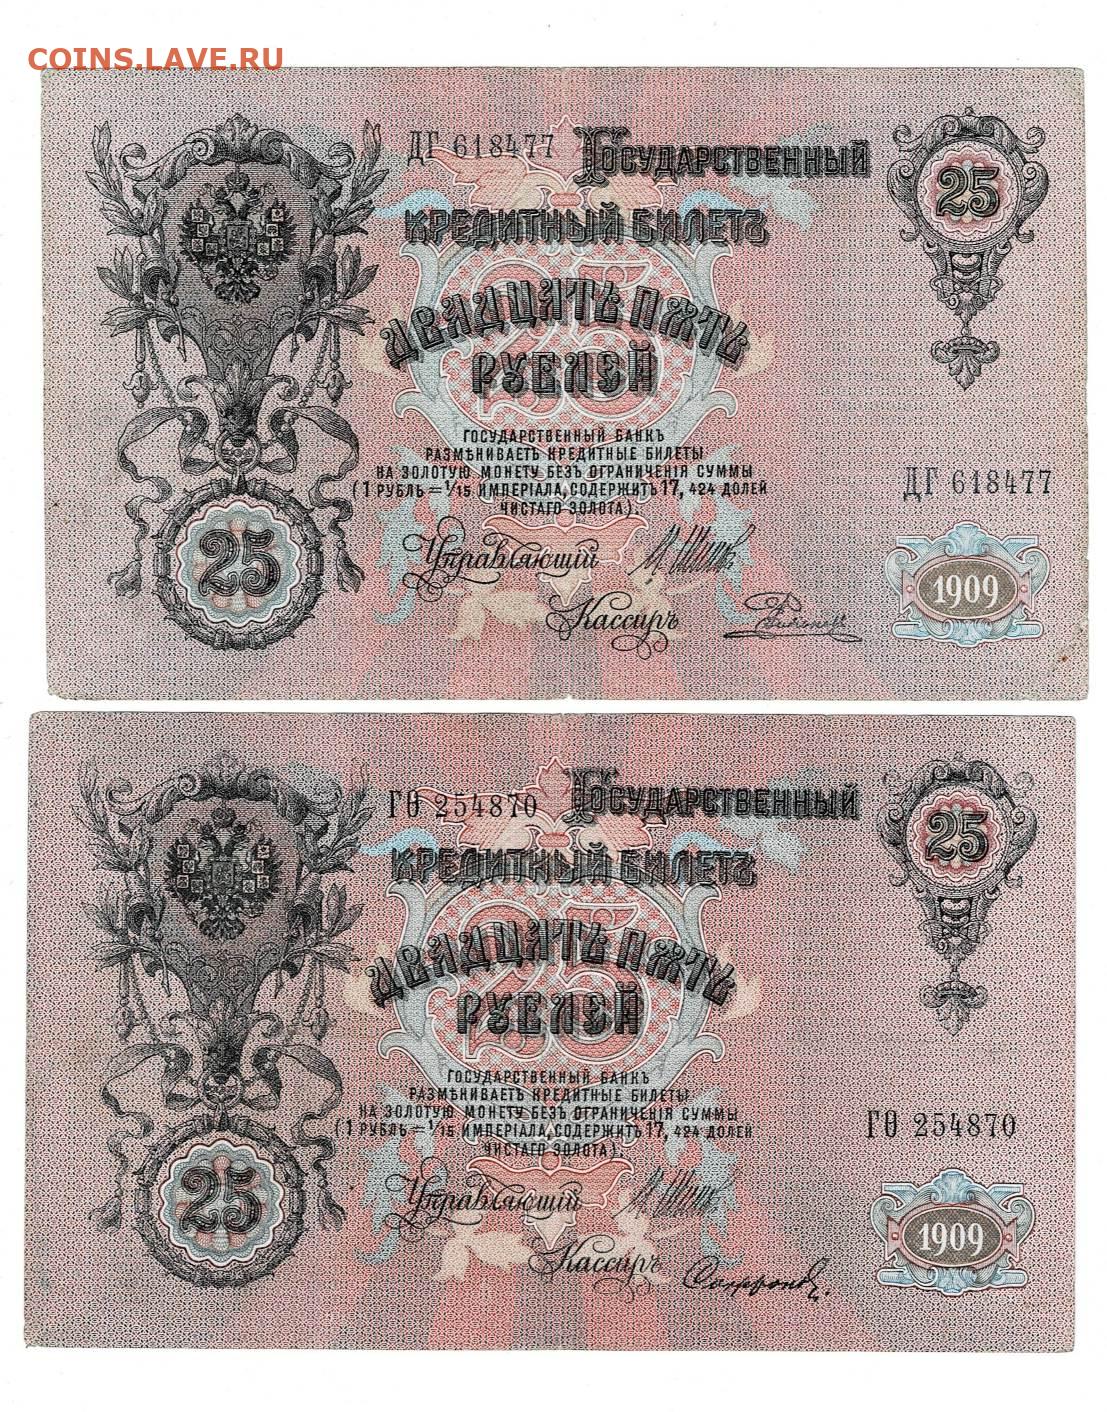 COINS.LAVE.RU
ДГ 618477
Государственный
25
кредитный билетъ
двадцать пять
рублей
25
государственный банкъ
размѣниваетъ кредитные билеты
на золотую монету безъ ограниченія суммы
(1 рубль = 1/15 имперіала, содержитъ 17,424 долей
чистаго золота).
ДГ 618477
25
Управляющій
Кассиръ
1909
ГѲ 254870
Государственный
25
кредитный билетъ
двадцать пять
рублей
25
государственный банкъ
размѣниваетъ кредитные билеты
на золотую монету безъ ограниченія суммы
(1 рубль = 1/15 имперіала, содержитъ 17,424 долей
чистаго золота).
ГѲ 254870
25
Управляющій
1909
Кассиръ